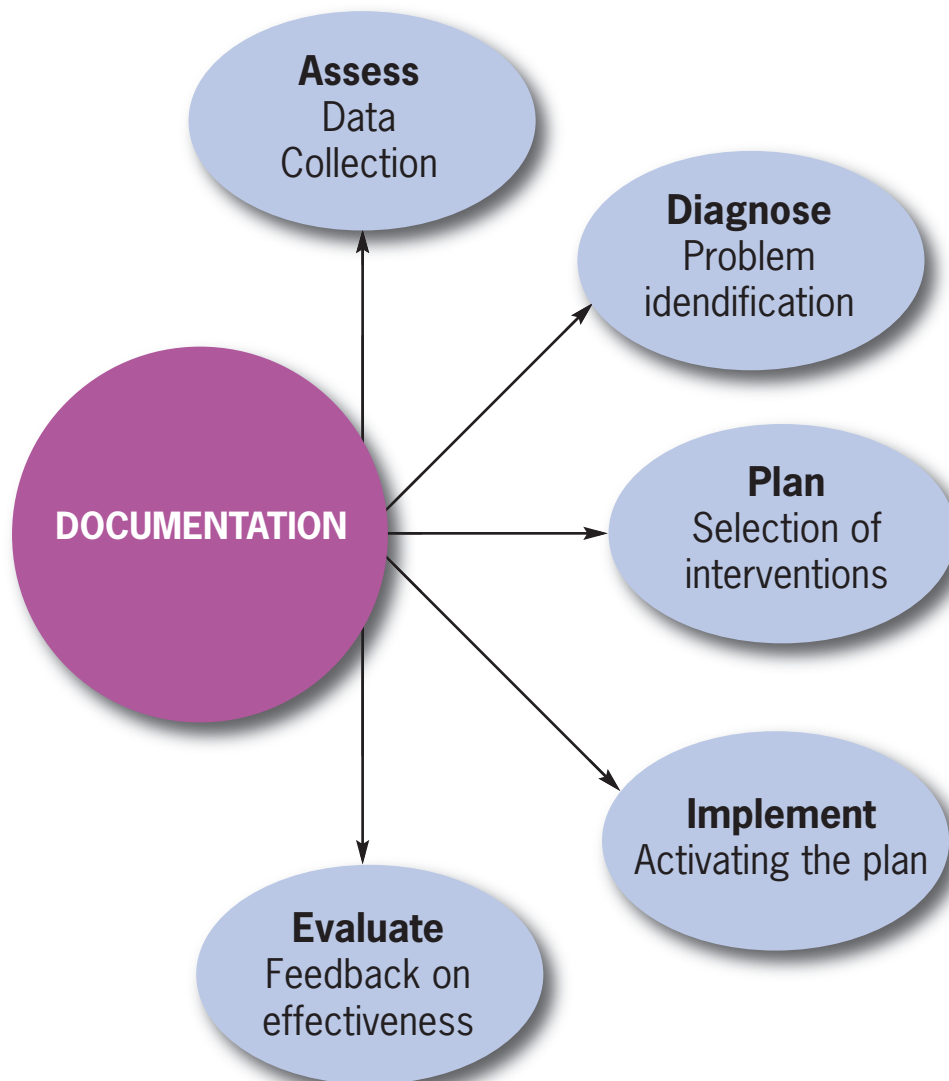 Assess
Data
Collection
Diagnose
Problem
idendification
DOCUMENTATION
Plan
Selection of
interventions
Implement
Activating the plan
Evaluate
Feedback on
effectiveness